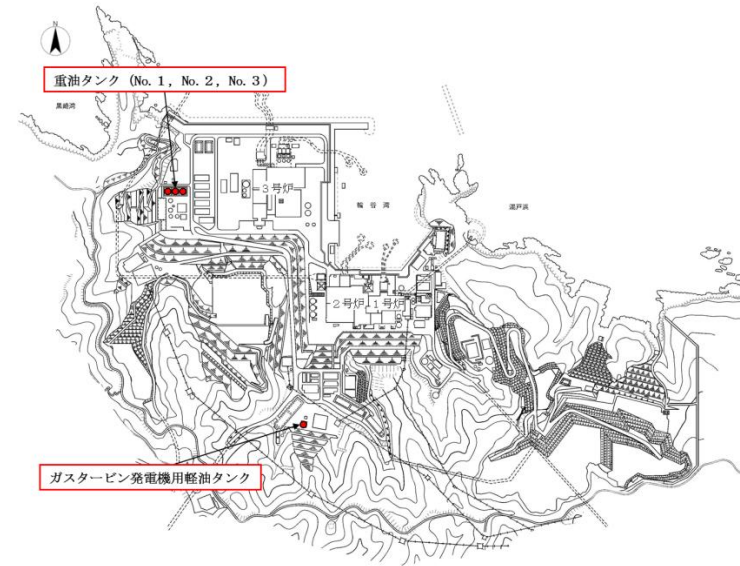 N
重油タンク (No.1, No.2, No.3)
3号炉
輪谷湾
2号炉
1号炉
ガスタービン発電機用軽油タンク